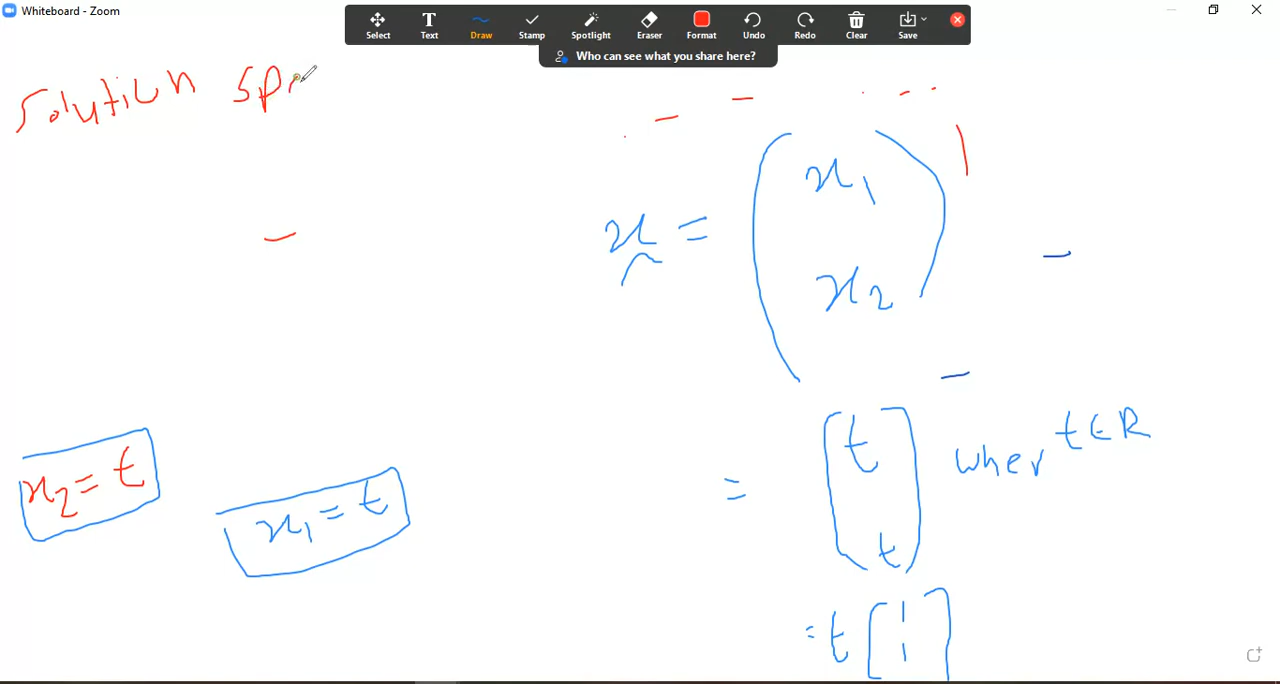 Whiteboard - Zoom
Select Text Draw Stamp Spotlight Eraser Format Undo Redo Clear Save
Who can see what you share here?
Solution Sp
x = ( x₁
x₂ )
x₂ = t
x₁ = t
= [ t
t ] wher t ∈ R
= t [ 1
1 ]